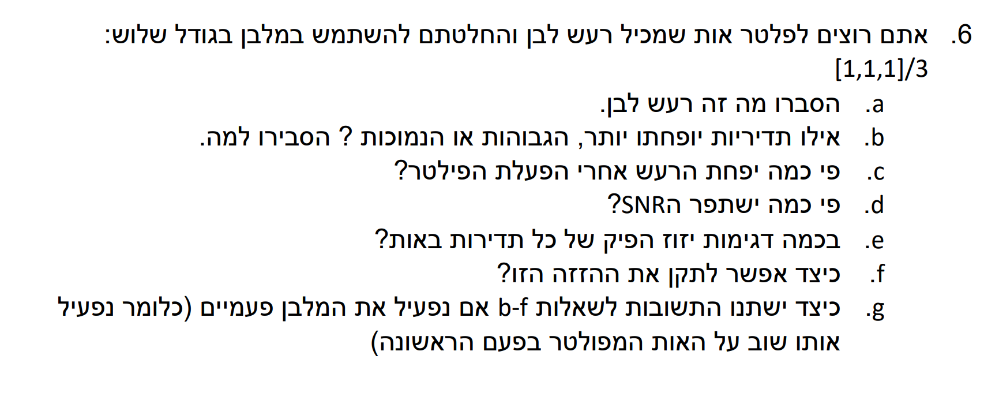 6. אתם רוצים לפלטר אות שמכיל רעש לבן והחלטתם להשתמש במלבן בגודל שלוש:
[1,1,1]/3
a. הסברו מה זה רעש לבן.
b. אילו תדיריות יופחתו יותר, הגבוהות או הנמוכות ? הסבירו למה.
c. פי כמה יפחת הרעש אחרי הפעלת הפילטר?
d. פי כמה ישתפר הSNR?
e. בכמה דגימות יזוז הפיק של כל תדירות באות?
f. כיצד אפשר לתקן את ההזזה הזו?
g. כיצד ישתנו התשובות לשאלות b-f אם נפעיל את המלבן פעמיים (כלומר נפעיל
אותו שוב על האות המפולטר בפעם הראשונה)